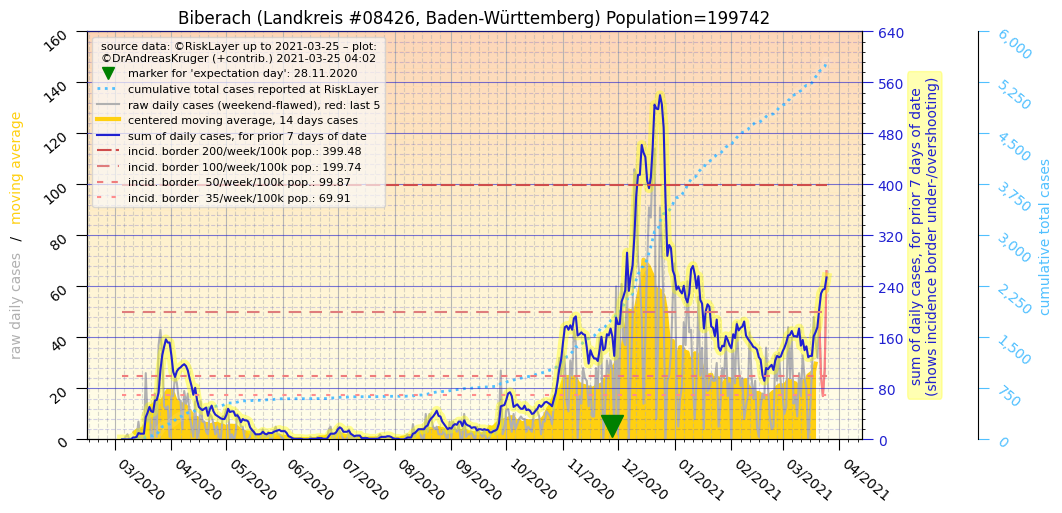 Biberach (Landkreis #08426, Baden-Württemberg) Population=199742
source data: ©RiskLayer up to 2021-03-25 – plot:
©DrAndreasKruger (+contrib.) 2021-03-25 04:02
marker for 'expectation day': 28.11.2020
cumulative total cases reported at RiskLayer
raw daily cases (weekend-flawed), red: last 5
centered moving average, 14 days cases
sum of daily cases, for prior 7 days of date
incid. border 200/week/100k pop.: 399.48
incid. border 100/week/100k pop.: 199.74
incid. border  50/week/100k pop.: 99.87
incid. border  35/week/100k pop.: 69.91
raw daily cases / moving average
160
140
120
100
80
60
40
20
0
03/2020
04/2020
05/2020
06/2020
07/2020
08/2020
09/2020
10/2020
11/2020
12/2020
01/2021
02/2021
03/2021
04/2021
640
560
480
400
320
240
160
80
0
sum of daily cases, for prior 7 days of date
(shows incidence border under-/overshooting)
6,000
5,250
4,500
3,750
3,000
2,250
1,500
750
0
cumulative total cases